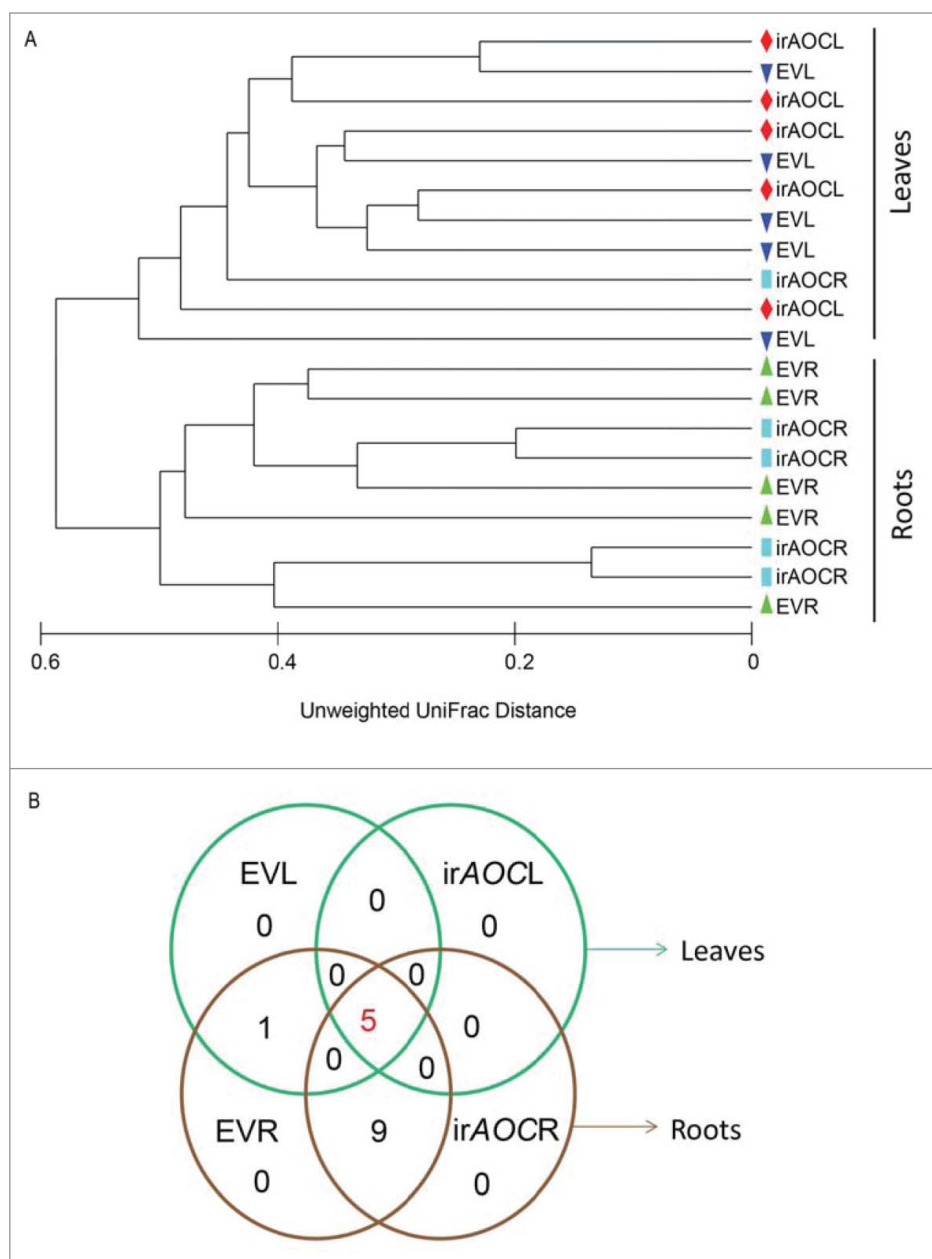 A
irAOCL
EVL
irAOCL
irAOCL
EVL
irAOCL
EVL
EVL
irAOCR
irAOCL
EVL
Leaves
EVR
EVR
irAOCR
irAOCR
EVR
EVR
irAOCR
irAOCR
EVR
Roots
0.6
0.4
0.2
0
Unweighted UniFrac Distance
B
EVL
irAOCL
0
0
0
Leaves
0
0
1
5
0
0
0
EVR
9
irAOCR
Roots
0
0